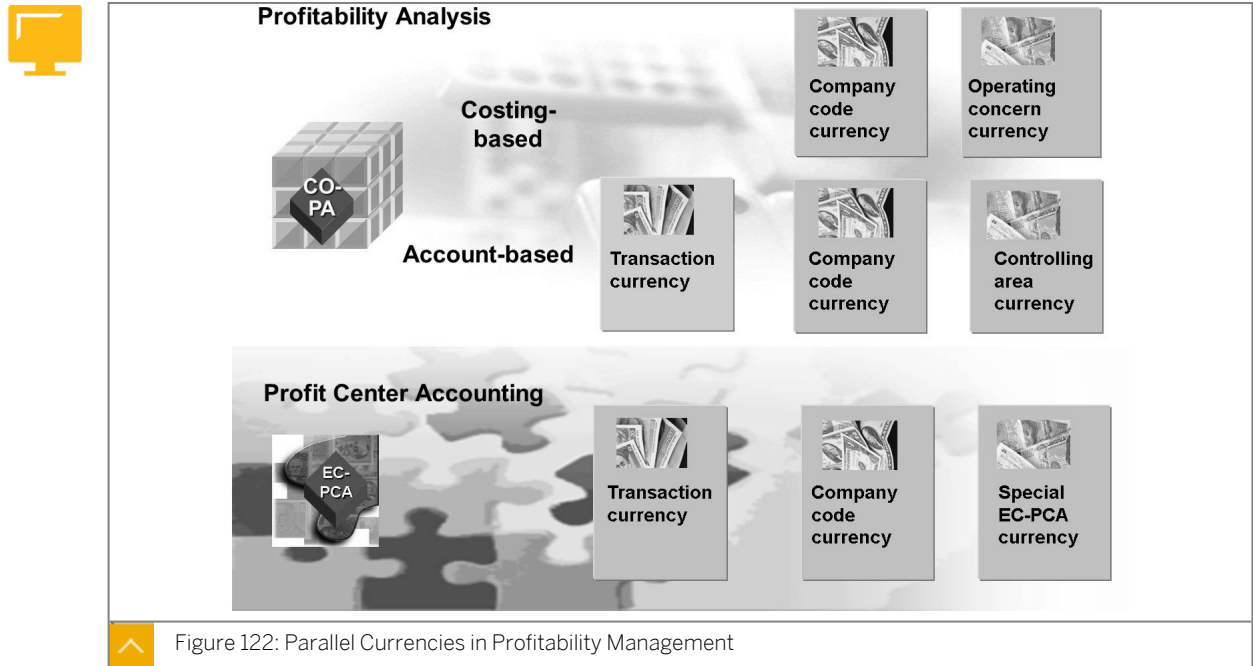 Profitability Analysis
Costing-
based
Company
code
currency
Operating
concern
currency
CO-
PA
Account-based
Transaction
currency
Company
code
currency
Controlling
area
currency
Profit Center Accounting
EC-
PCA
Transaction
currency
Company
code
currency
Special
EC-PCA
currency
Figure 122: Parallel Currencies in Profitability Management